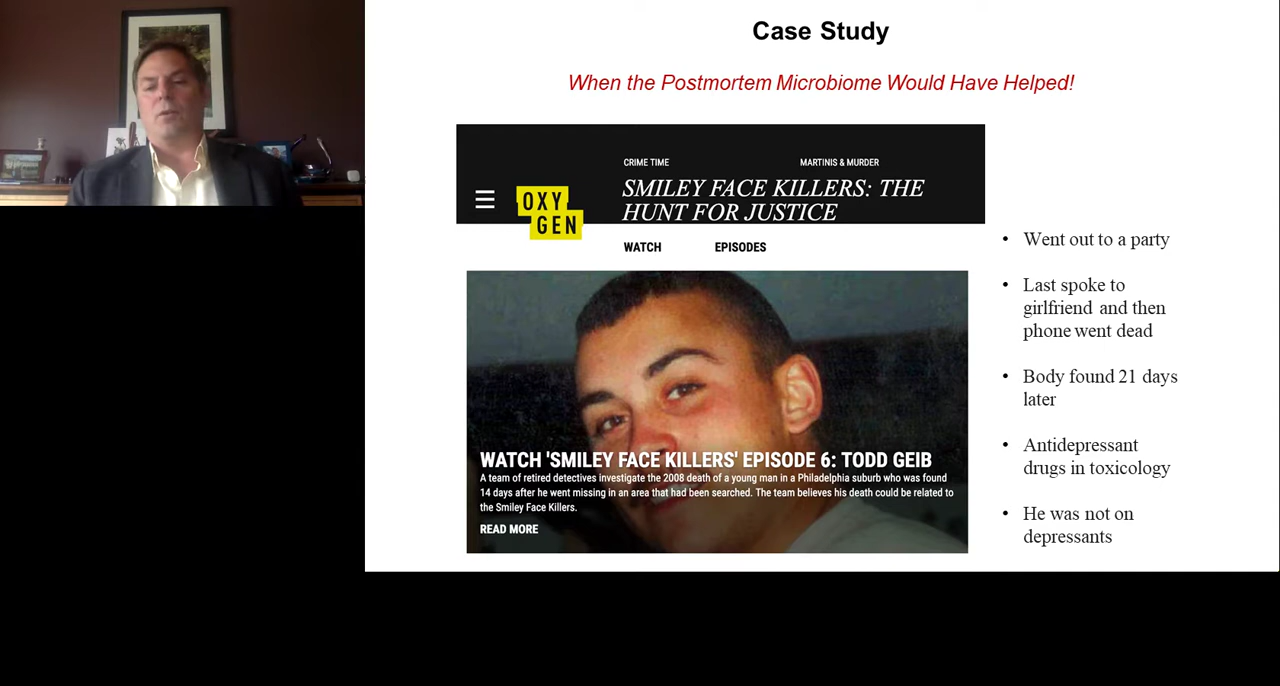 Case Study
When the Postmortem Microbiome Would Have Helped!
CRIME TIME
MARTINIS & MURDER
SMILEY FACE KILLERS: THE
HUNT FOR JUSTICE
OXY
GEN
WATCH
EPISODES
WATCH 'SMILEY FACE KILLERS' EPISODE 6: TODD GEIB
A team of retired detectives investigate the 2008 death of a young man in a Philadelphia suburb who was found
14 days after he went missing in an area that had been searched. The team believes his death could be related to
the Smiley Face Killers.
READ MORE
• Went out to a party
• Last spoke to
girlfriend and then
phone went dead
• Body found 21 days
later
• Antidepressant
drugs in toxicology
• He was not on
depressants